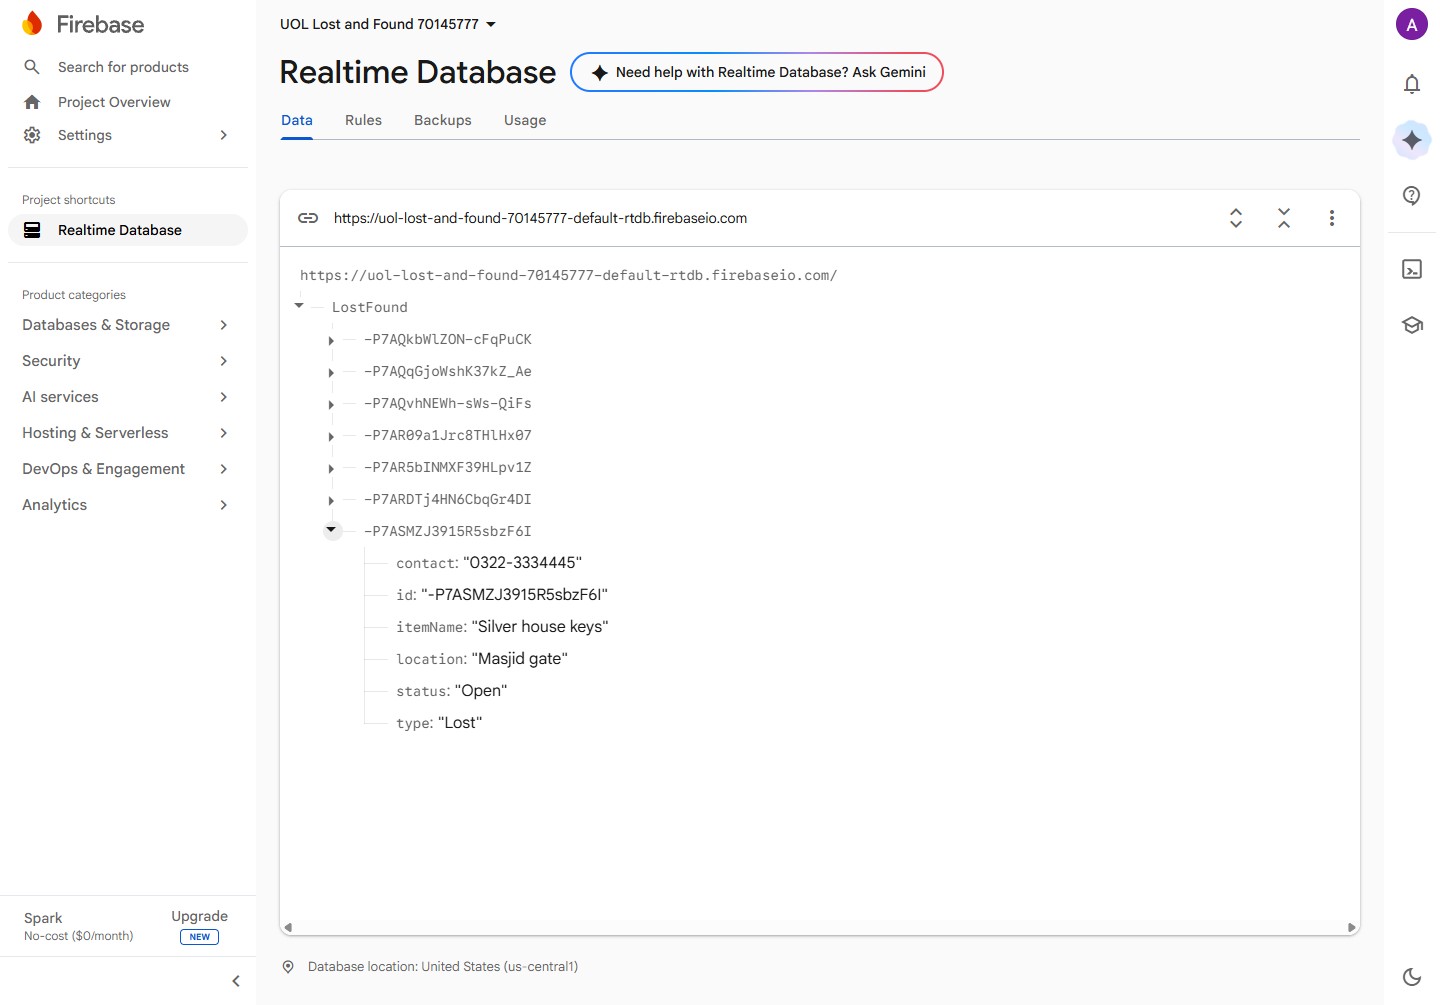 Firebase
Search for products
Project Overview
Settings
Project shortcuts
Realtime Database
Product categories
Databases & Storage
Security
AI services
Hosting & Serverless
DevOps & Engagement
Analytics
Spark
No-cost ($0/month)
Upgrade
NEW
UOL Lost and Found 70145777
Realtime Database
Need help with Realtime Database? Ask Gemini
Data Rules Backups Usage
https://uol-lost-and-found-70145777-default-rtdb.firebaseio.com
https://uol-lost-and-found-70145777-default-rtdb.firebaseio.com/
LostFound
-P7AQkbWlZON-cFqPuCK
-P7AQqGjoWshK37kZ_Ae
-P7AQvhNEWh-sWs-QiFs
-P7AR09a1Jrc8THlHx07
-P7AR5bINMXF39HLpv1Z
-P7ARDTj4HN6CbqGr4DI
-P7ASMZJ3915R5sbzF6I
contact: "0322-3334445"
id: "-P7ASMZJ3915R5sbzF6I"
itemName: "Silver house keys"
location: "Masjid gate"
status: "Open"
type: "Lost"
Database location: United States (us-central1)
A